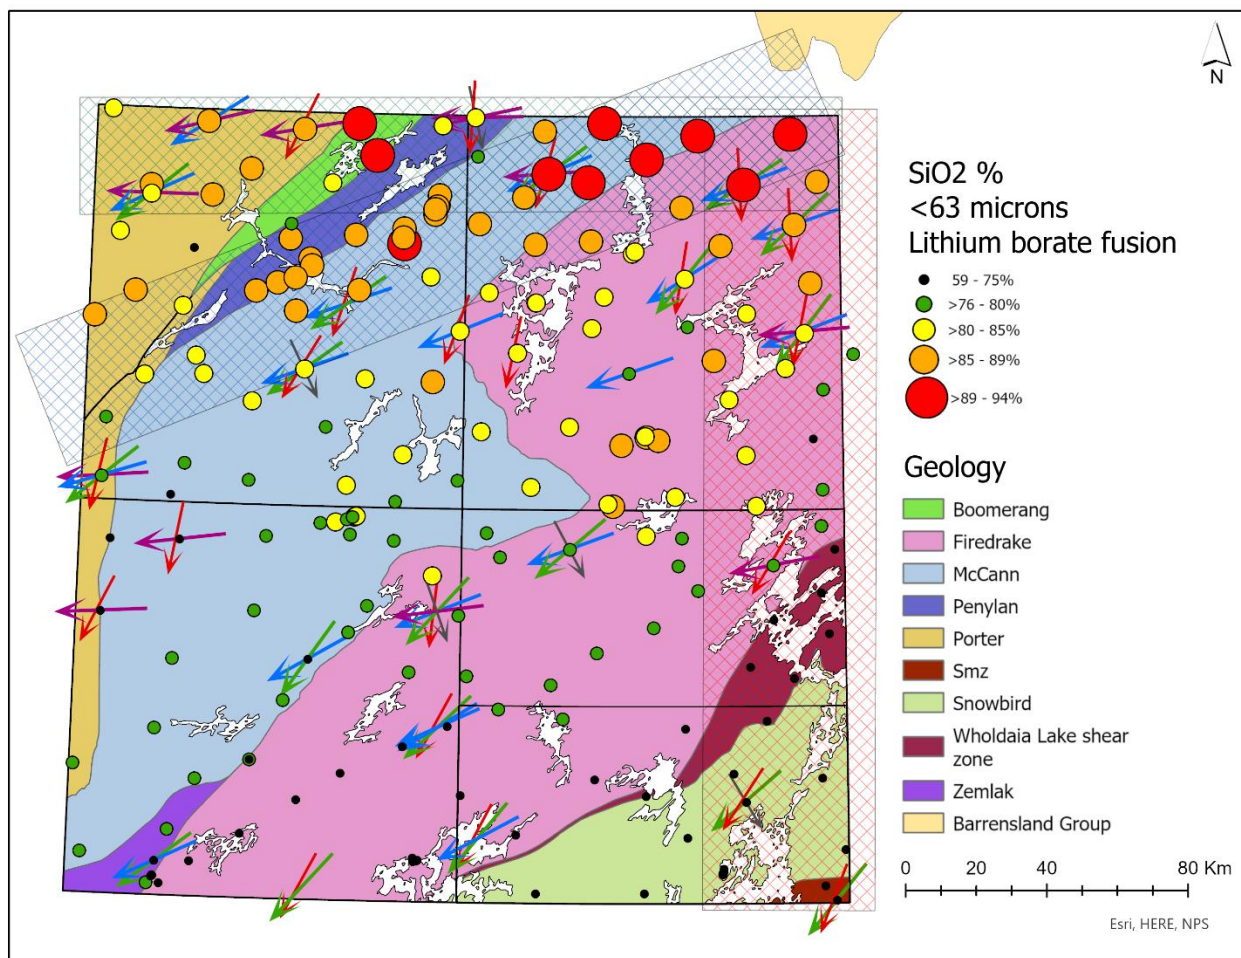 N
SiO2 %
<63 microns
Lithium borate fusion
59 - 75%
>76 - 80%
>80 - 85%
>85 - 89%
>89 - 94%
Geology
Boomerang
Firedrake
McCann
Penylan
Porter
Smz
Snowbird
Wholdaia Lake shear
zone
Zemlak
Barrensland Group
0 20 40 80 Km
Esri, HERE, NPS